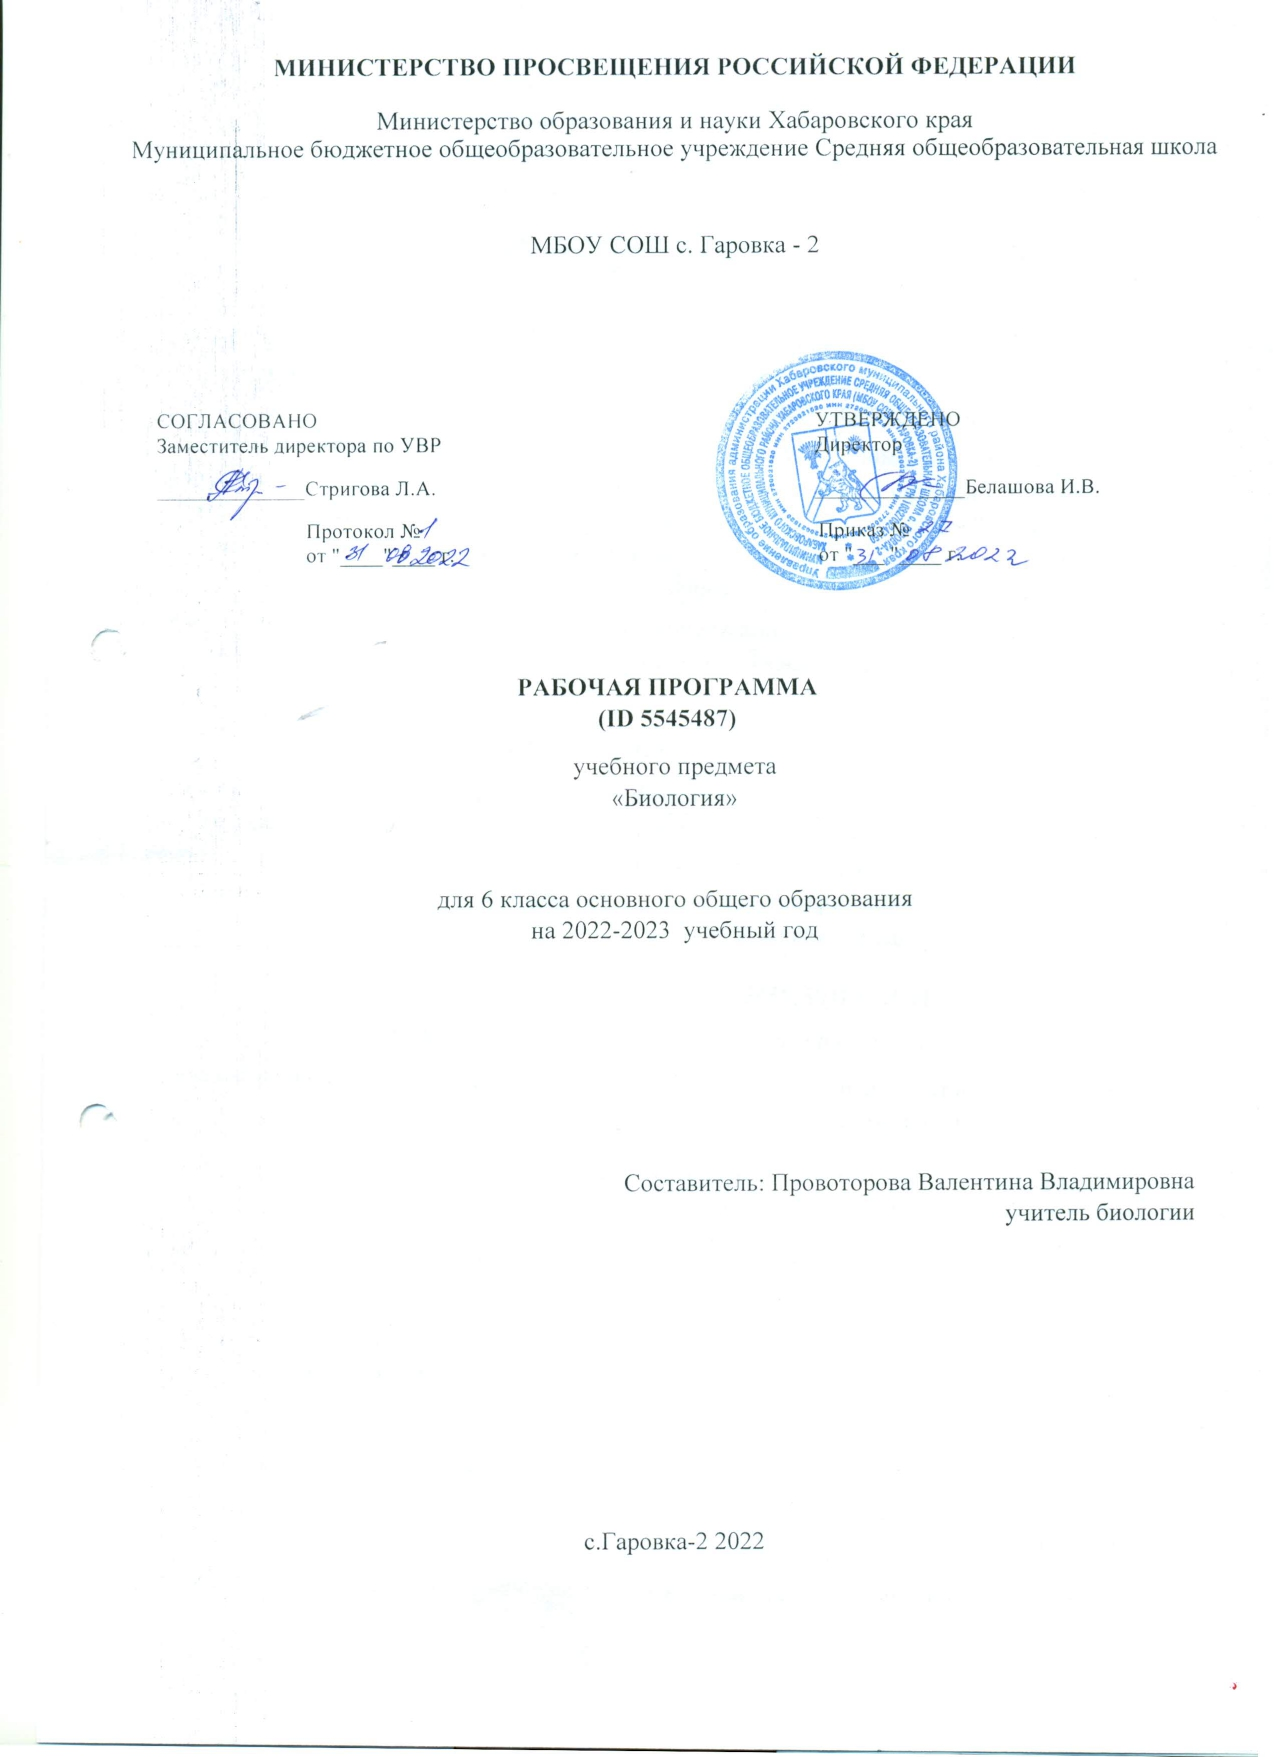 МИНИСТЕРСТВО ПРОСВЕЩЕНИЯ РОССИЙСКОЙ ФЕДЕРАЦИИ
Министерство образования и науки Хабаровского края
Муниципальное бюджетное общеобразовательное учреждение Средняя общеобразовательная школа
МБОУ СОШ с. Гаровка - 2
СОГЛАСОВАНО
Заместитель директора по УВР
Стригова Л.А.
Протокол №1
от "31" 08 2022
УТВЕРЖДЕНО
Директор
Белашова И.В.
Приказ №
от "31" 08 2022 г.
РАБОЧАЯ ПРОГРАММА
(ID 5545487)
учебного предмета
«Биология»
для 6 класса основного общего образования
на 2022-2023 учебный год
Составитель: Провоторова Валентина Владимировна
учитель биологии
с.Гаровка-2 2022